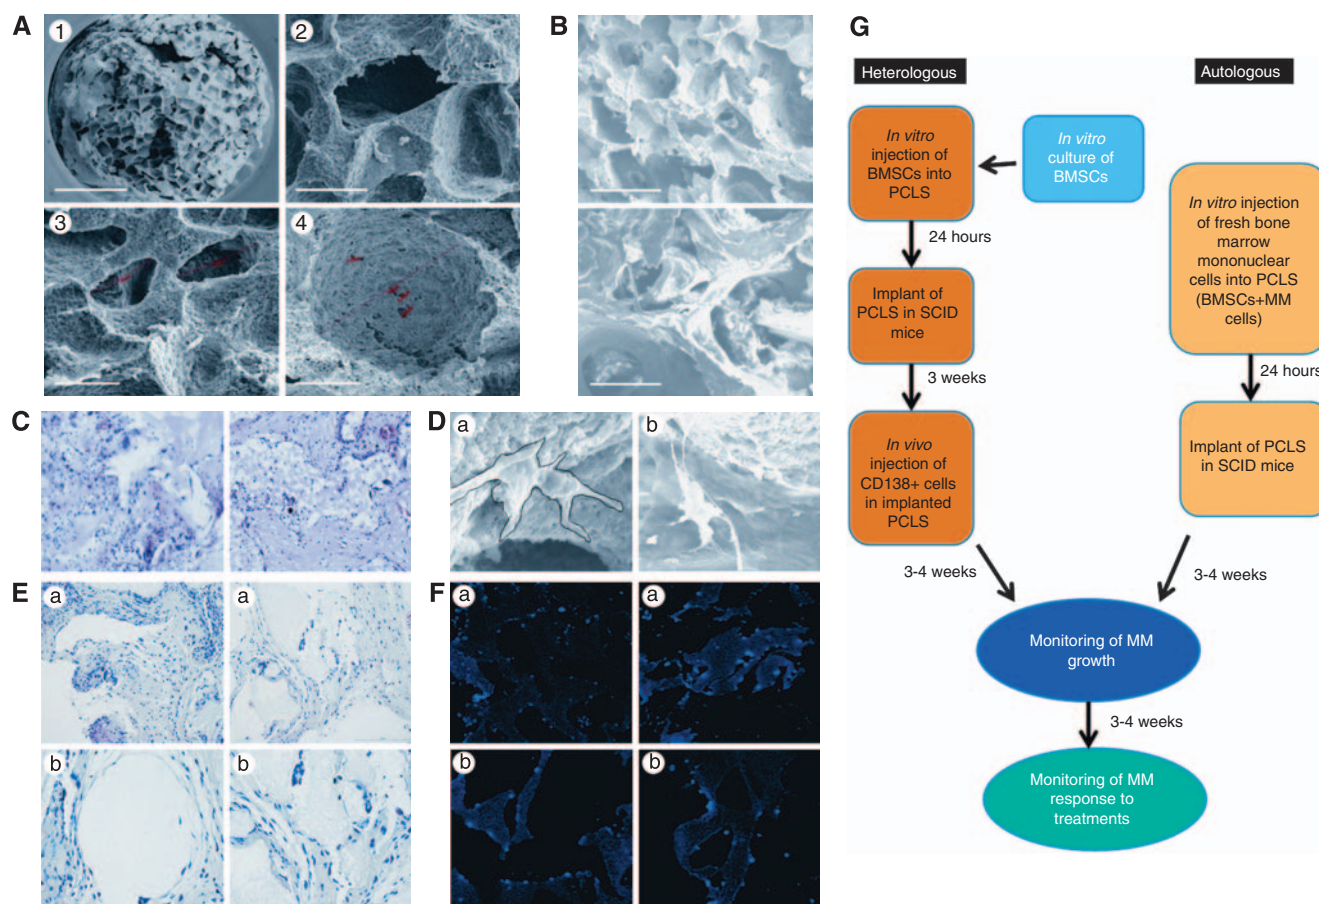 A
1
2
3
4
B
C
D
a
b
E
a
a
b
b
F
a
a
b
b
G
Heterologous
Autologous
In vitro
injection of
BMSCs into
PCLS
In vitro
culture of
BMSCs
24 hours
Implant of
PCLS in SCID
mice
3 weeks
In vivo
injection of
CD138+ cells
in implanted
PCLS
In vitro injection
of fresh bone
marrow
mononuclear
cells into PCLS
(BMSCs+MM
cells)
24 hours
Implant of PCLS
in SCID mice
3-4 weeks
3-4 weeks
Monitoring of MM
growth
3-4 weeks
Monitoring of MM
response to
treatments